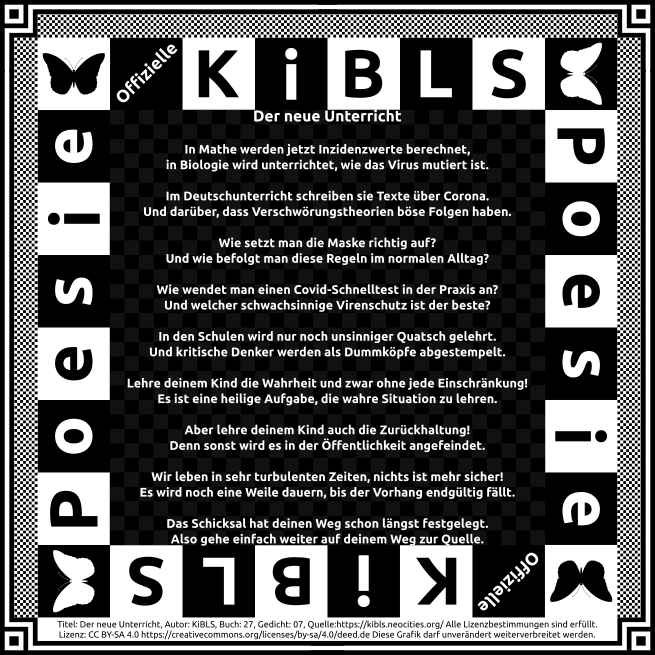 Offizielle
KiBLS
Poesie
Poesie
Der neue Unterricht
In Mathe werden jetzt Inzidenzwerte berechnet,
in Biologie wird unterrichtet, wie das Virus mutiert ist.
Im Deutschunterricht schreiben sie Texte über Corona.
Und darüber, dass Verschwörungstheorien böse Folgen haben.
Wie setzt man die Maske richtig auf?
Und wie befolgt man diese Regeln im normalen Alltag?
Wie wendet man einen Covid-Schnelltest in der Praxis an?
Und welcher schwachsinnige Virenschutz ist der beste?
In den Schulen wird nur noch unsinniger Quatsch gelehrt.
Und kritische Denker werden als Dummköpfe abgestempelt.
Lehre deinem Kind die Wahrheit und zwar ohne jede Einschränkung!
Es ist eine heilige Aufgabe, die wahre Situation zu lehren.
Aber lehre deinem Kind auch die Zurückhaltung!
Denn sonst wird es in der Öffentlichkeit angefeindet.
Wir leben in sehr turbulenten Zeiten, nichts ist mehr sicher!
Es wird noch eine Weile dauern, bis der Vorhang endgültig fällt.
Das Schicksal hat deinen Weg schon längst festgelegt.
Also gehe einfach weiter auf deinem Weg zur Quelle.
Offizielle
KiBLS
Titel: Der neue Unterricht, Autor: KiBLS, Buch: 27, Gedicht: 07, Quelle:https://kibls.neocities.org/ Alle Lizenzbestimmungen sind erfüllt.
Lizenz: CC BY-SA 4.0 https://creativecommons.org/licenses/by-sa/4.0/deed.de Diese Grafik darf unverändert weiterverbreitet werden.